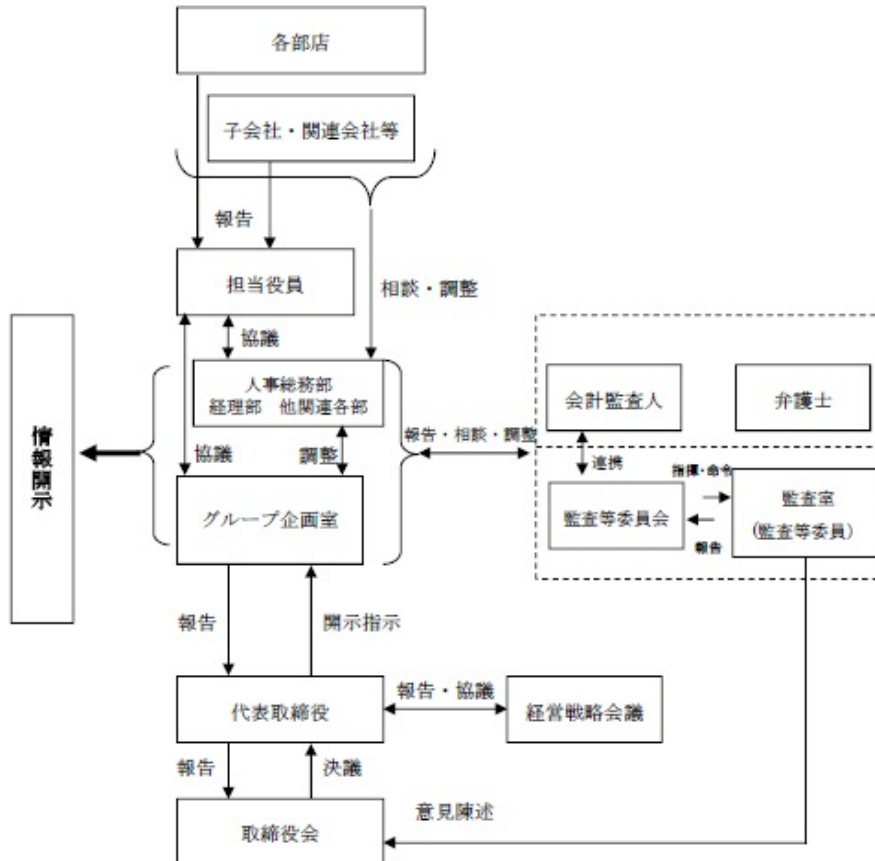 各部店
子会社・関連会社等
報告
担当役員
相談・調整
協議
人事総務部
経理部　他関連各部
会計監査人
弁護士
情報開示
協議
調整
報告・相談・調整
連携
指揮・命令
グループ企画室
監査等委員会
監査室
(監査等委員)
報告
報告
開示指示
代表取締役
報告・協議
経営戦略会議
報告
決議
意見陳述
取締役会